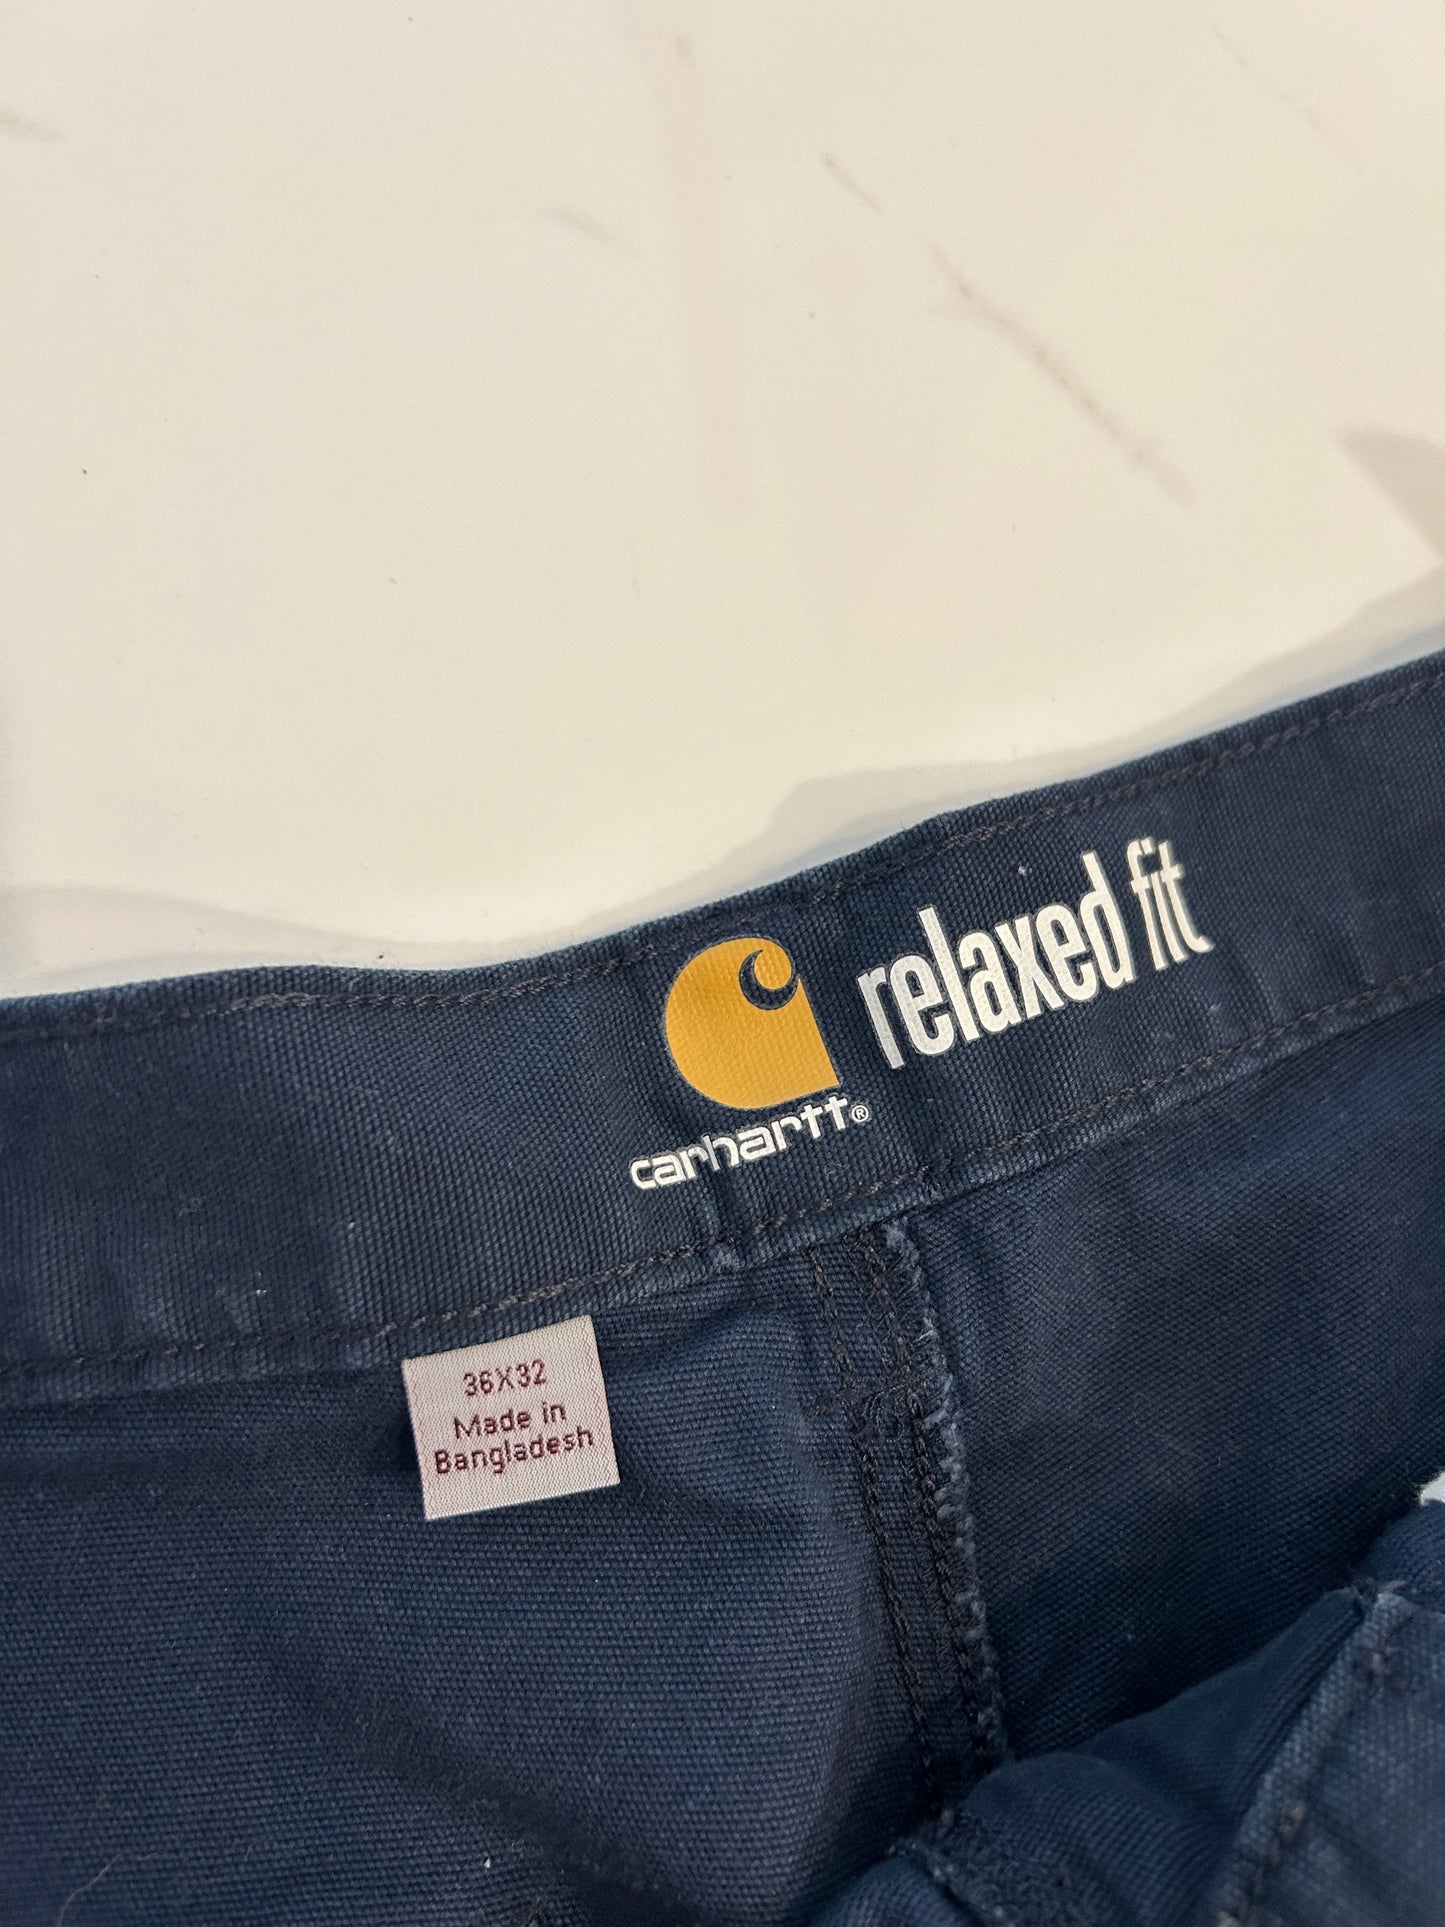 relaxed fit
carhartt®
36X32
Made in
Bangladesh